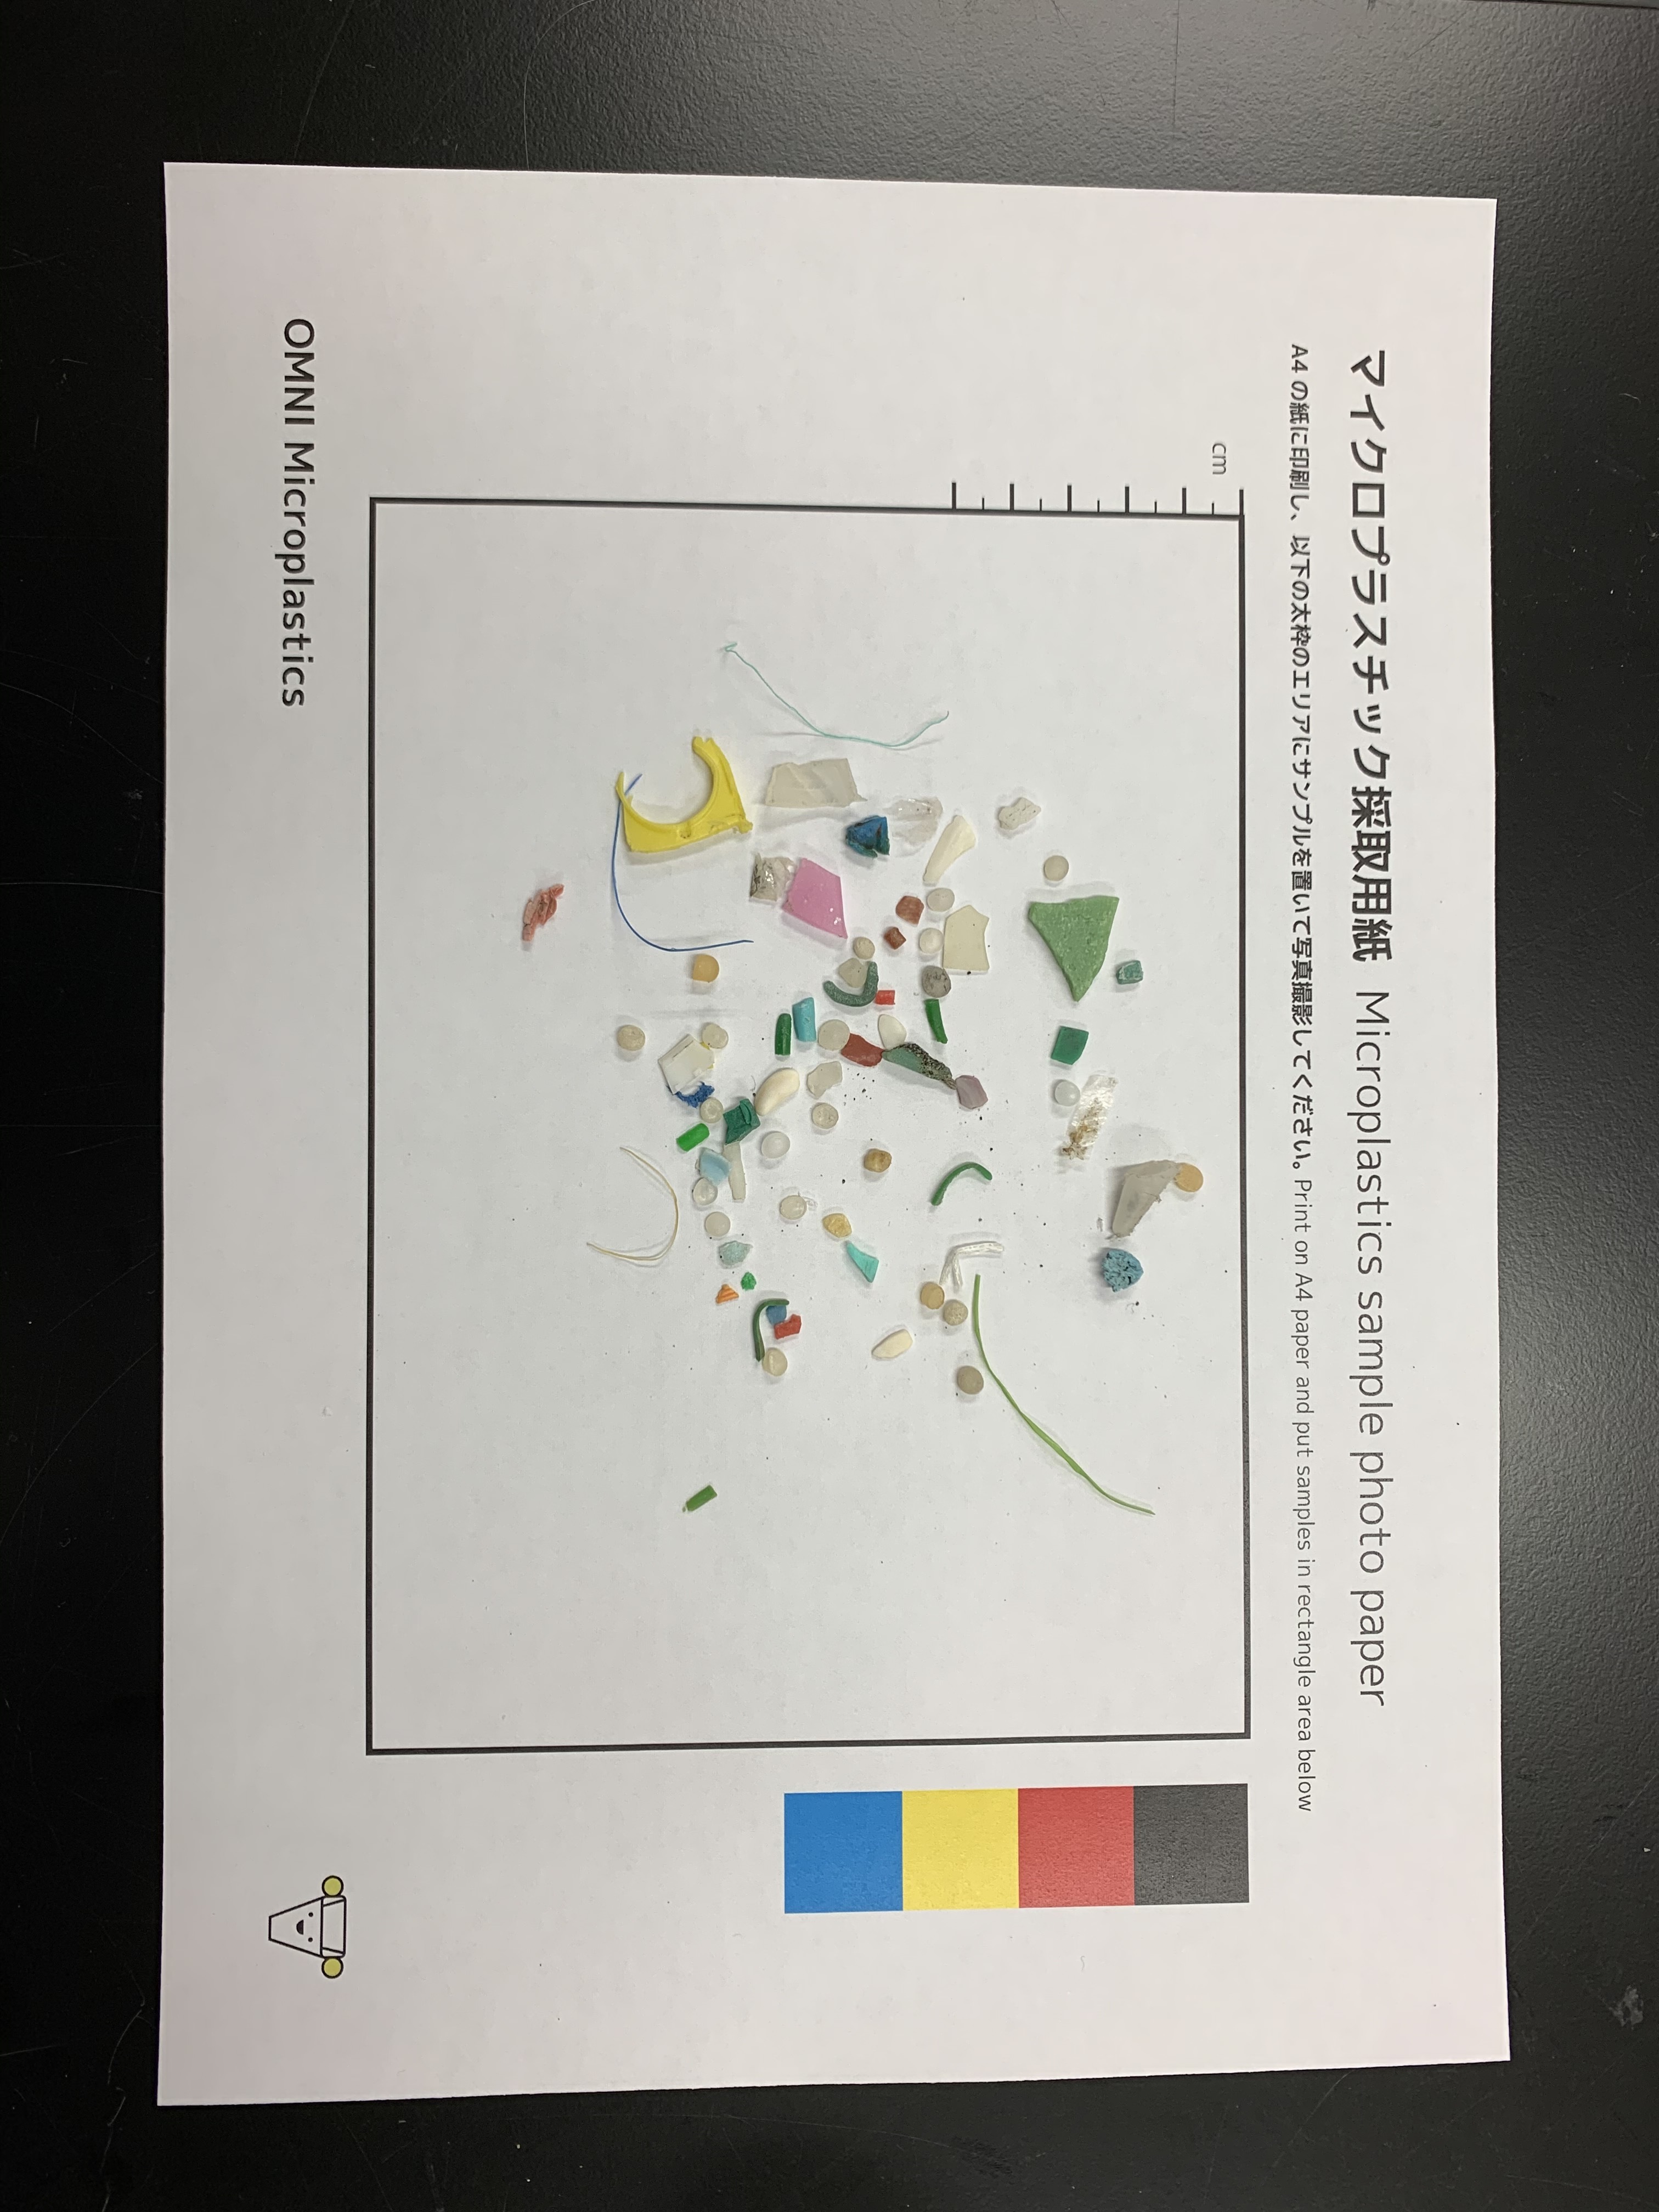 マイクロプラスチック採取用紙 Microplastics sample photo paper
A4 の紙に印刷し、以下の太枠のエリアにサンプルを置いて写真撮影してください。Print on A4 paper and put samples in rectangle area below
cm
OMNI Microplastics